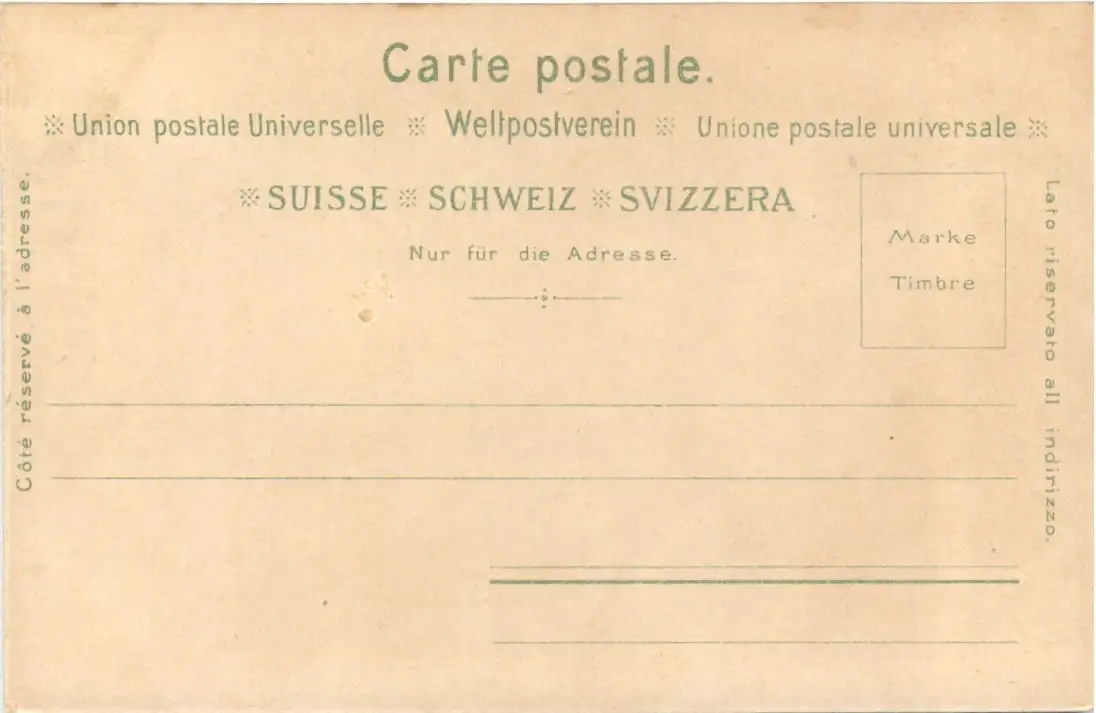 Carte postale.
Union postale Universelle Weltpostverein Unione postale universale
SUISSE SCHWEIZ SVIZZERA
Nur für die Adresse.
Marke
Timbre
Côté réservé à l'adresse.
Lato riservato all indirizzo.